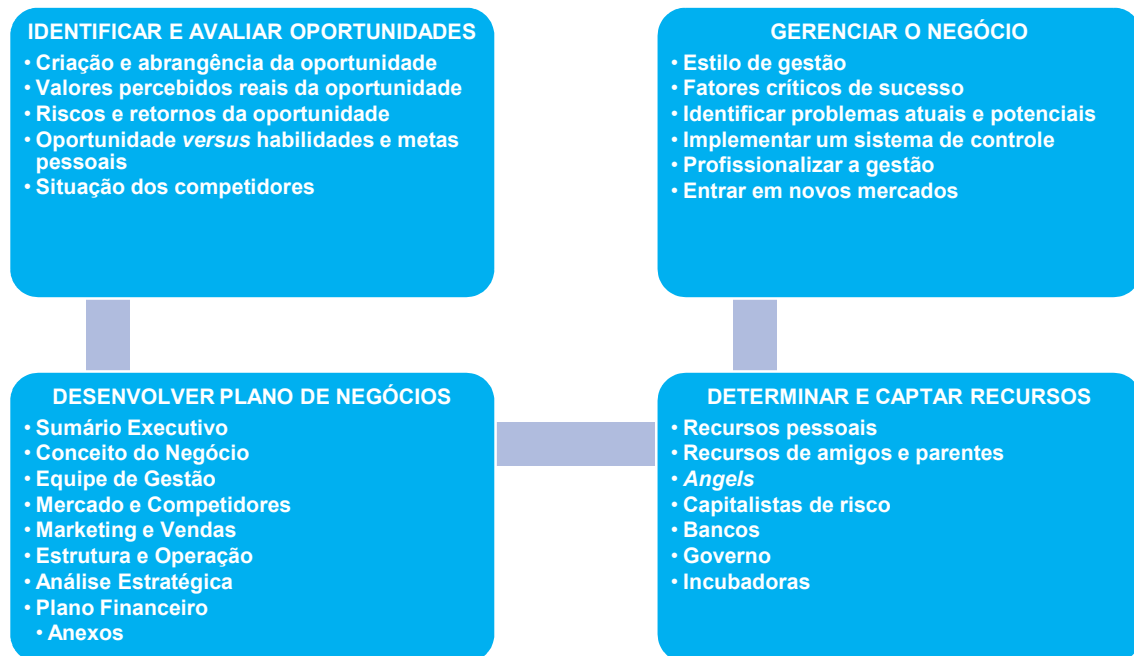 IDENTIFICAR E AVALIAR OPORTUNIDADES
• Criação e abrangência da oportunidade
• Valores percebidos reais da oportunidade
• Riscos e retornos da oportunidade
• Oportunidade versus habilidades e metas
pessoais
• Situação dos competidores
DESENVOLVER PLANO DE NEGÓCIOS
• Sumário Executivo
• Conceito do Negócio
• Equipe de Gestão
• Mercado e Competidores
• Marketing e Vendas
• Estrutura e Operação
• Análise Estratégica
• Plano Financeiro
• Anexos
DETERMINAR E CAPTAR RECURSOS
• Recursos pessoais
• Recursos de amigos e parentes
• Angels
• Capitalistas de risco
• Bancos
• Governo
• Incubadoras
GERENCIAR O NEGÓCIO
• Estilo de gestão
• Fatores críticos de sucesso
• Identificar problemas atuais e potenciais
• Implementar um sistema de controle
• Profissionalizar a gestão
• Entrar em novos mercados